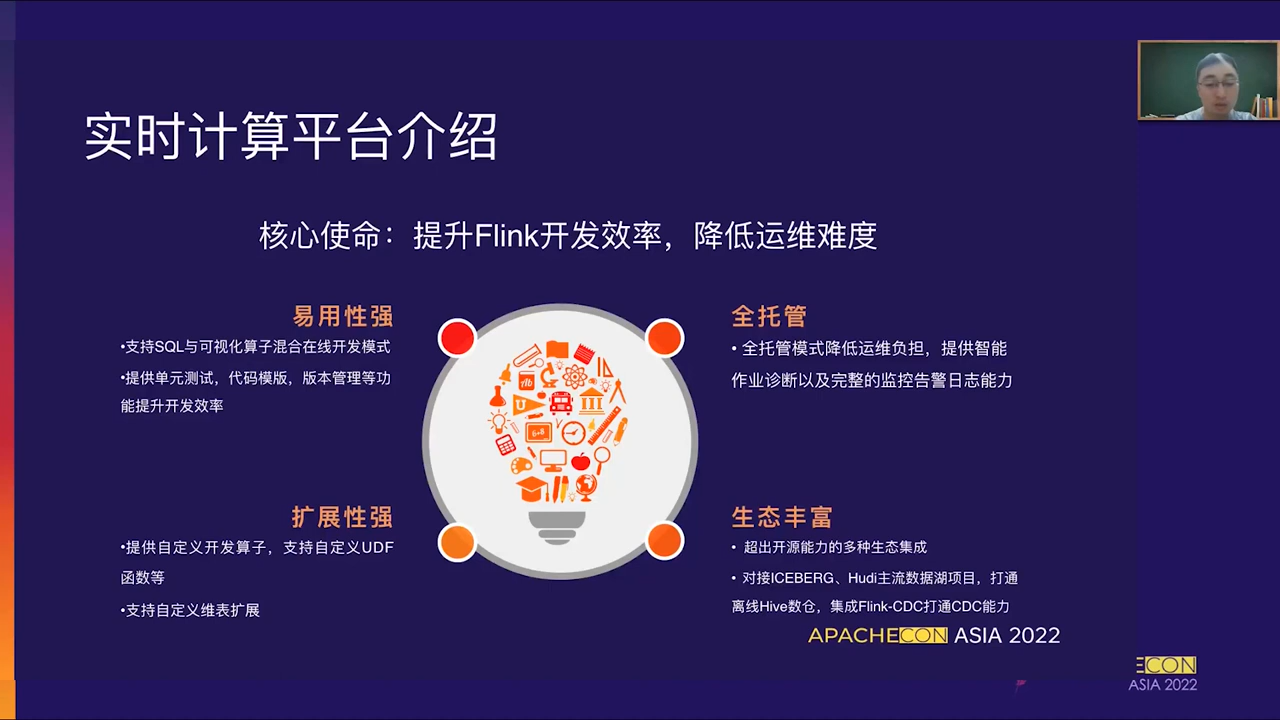 实时计算平台介绍
核心使命：提升Flink开发效率，降低运维难度
易用性强
•支持SQL与可视化算子混合在线开发模式
•提供单元测试，代码模版，版本管理等功
能提升开发效率
全托管
• 全托管模式降低运维负担，提供智能
作业诊断以及完整的监控告警日志能力
Ab
U
扩展性强
•提供自定义开发算子，支持自定义UDF
函数等
•支持自定义维表扩展
生态丰富
• 超出开源能力的多种生态集成
• 对接ICEBERG、Hudi主流数据湖项目，打通
离线Hive数仓，集成Flink-CDC打通CDC能力
APACHECON ASIA 2022
ECON
ASIA 2022